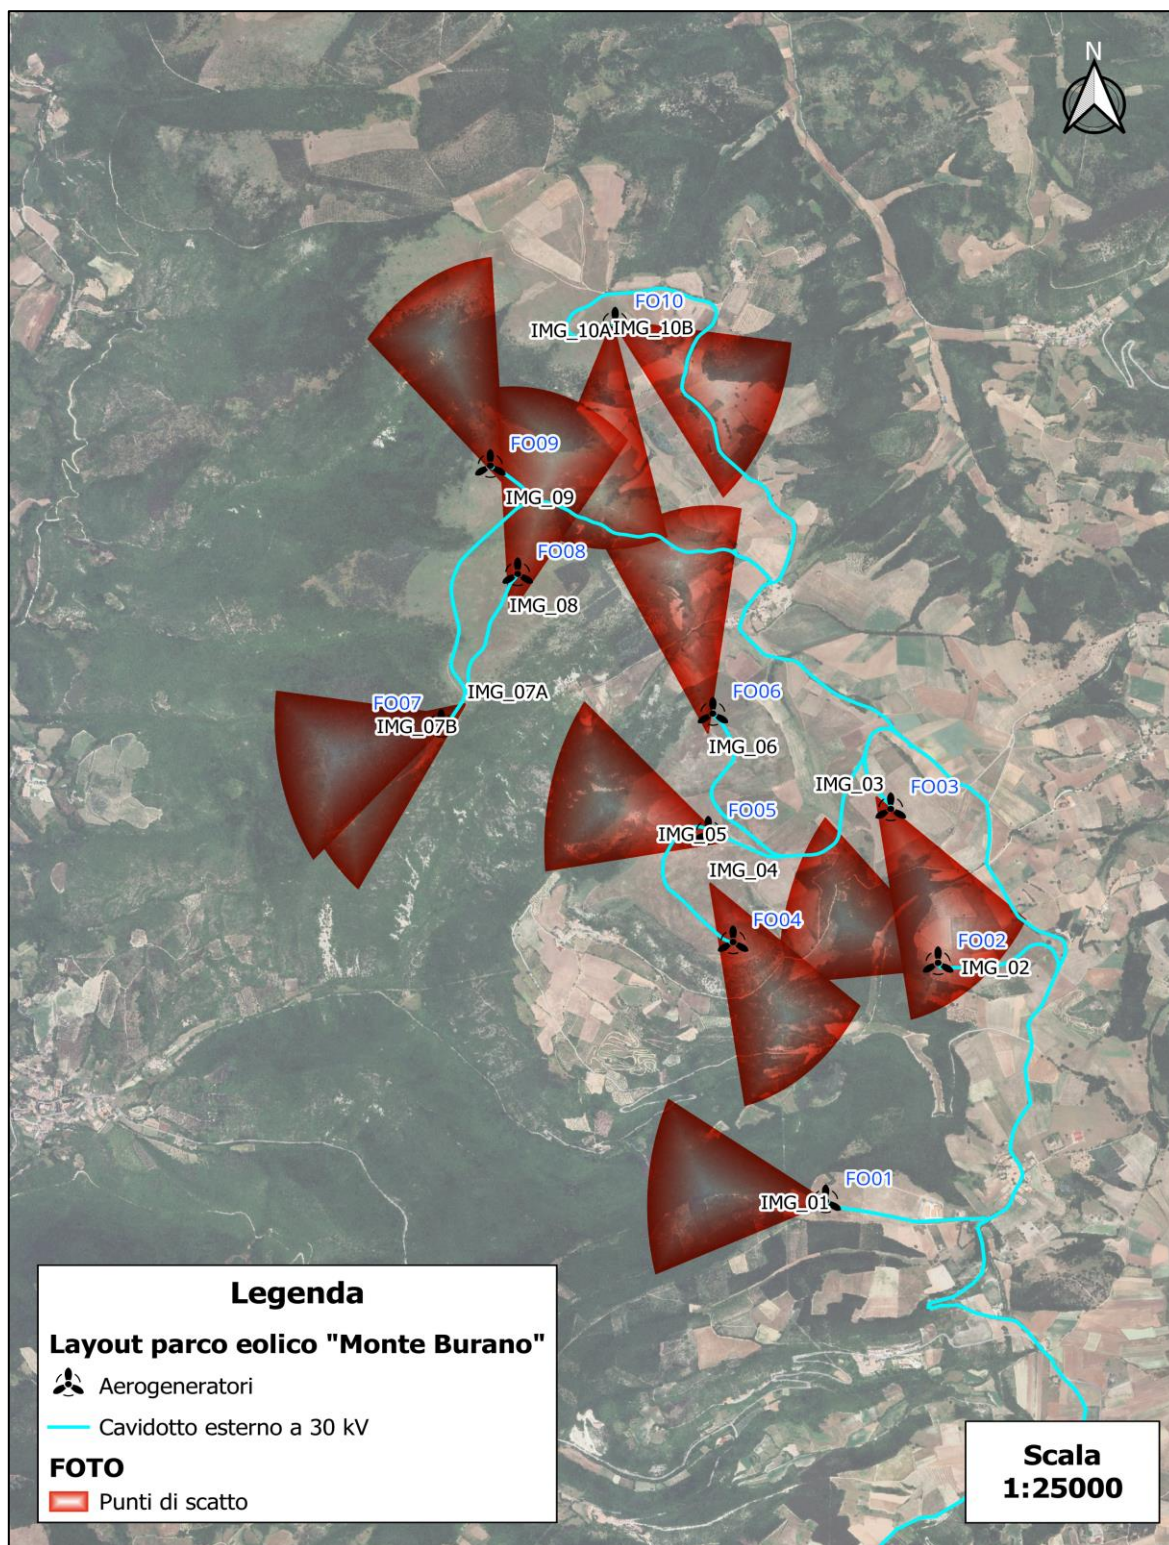 N
FO10
IMG_10A
IMG_10B
FO09
IMG_09
FO08
IMG_08
IMG_07A
FO07
IMG_07B
FO06
IMG_06
IMG_03
FO03
FO05
IMG_05
IMG_04
FO04
FO02
IMG_02
FO01
IMG_01
Legenda
Layout parco eolico "Monte Burano"
Aerogeneratori
Cavidotto esterno a 30 kV
FOTO
Punti di scatto
Scala
1:25000